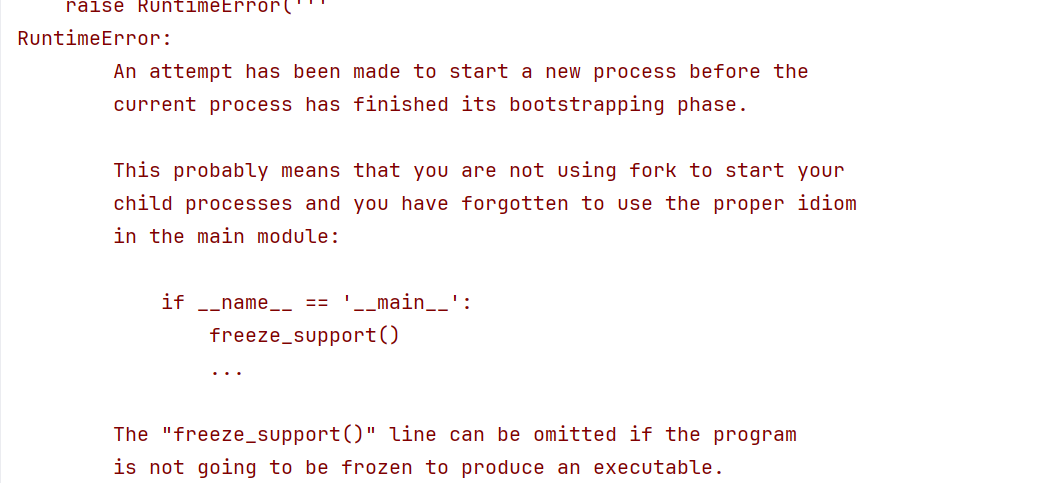 raise RuntimeError('''
RuntimeError:
An attempt has been made to start a new process before the
current process has finished its bootstrapping phase.
This probably means that you are not using fork to start your
child processes and you have forgotten to use the proper idiom
in the main module:
if __name__ == '__main__':
freeze_support()
...
The "freeze_support()" line can be omitted if the program
is not going to be frozen to produce an executable.